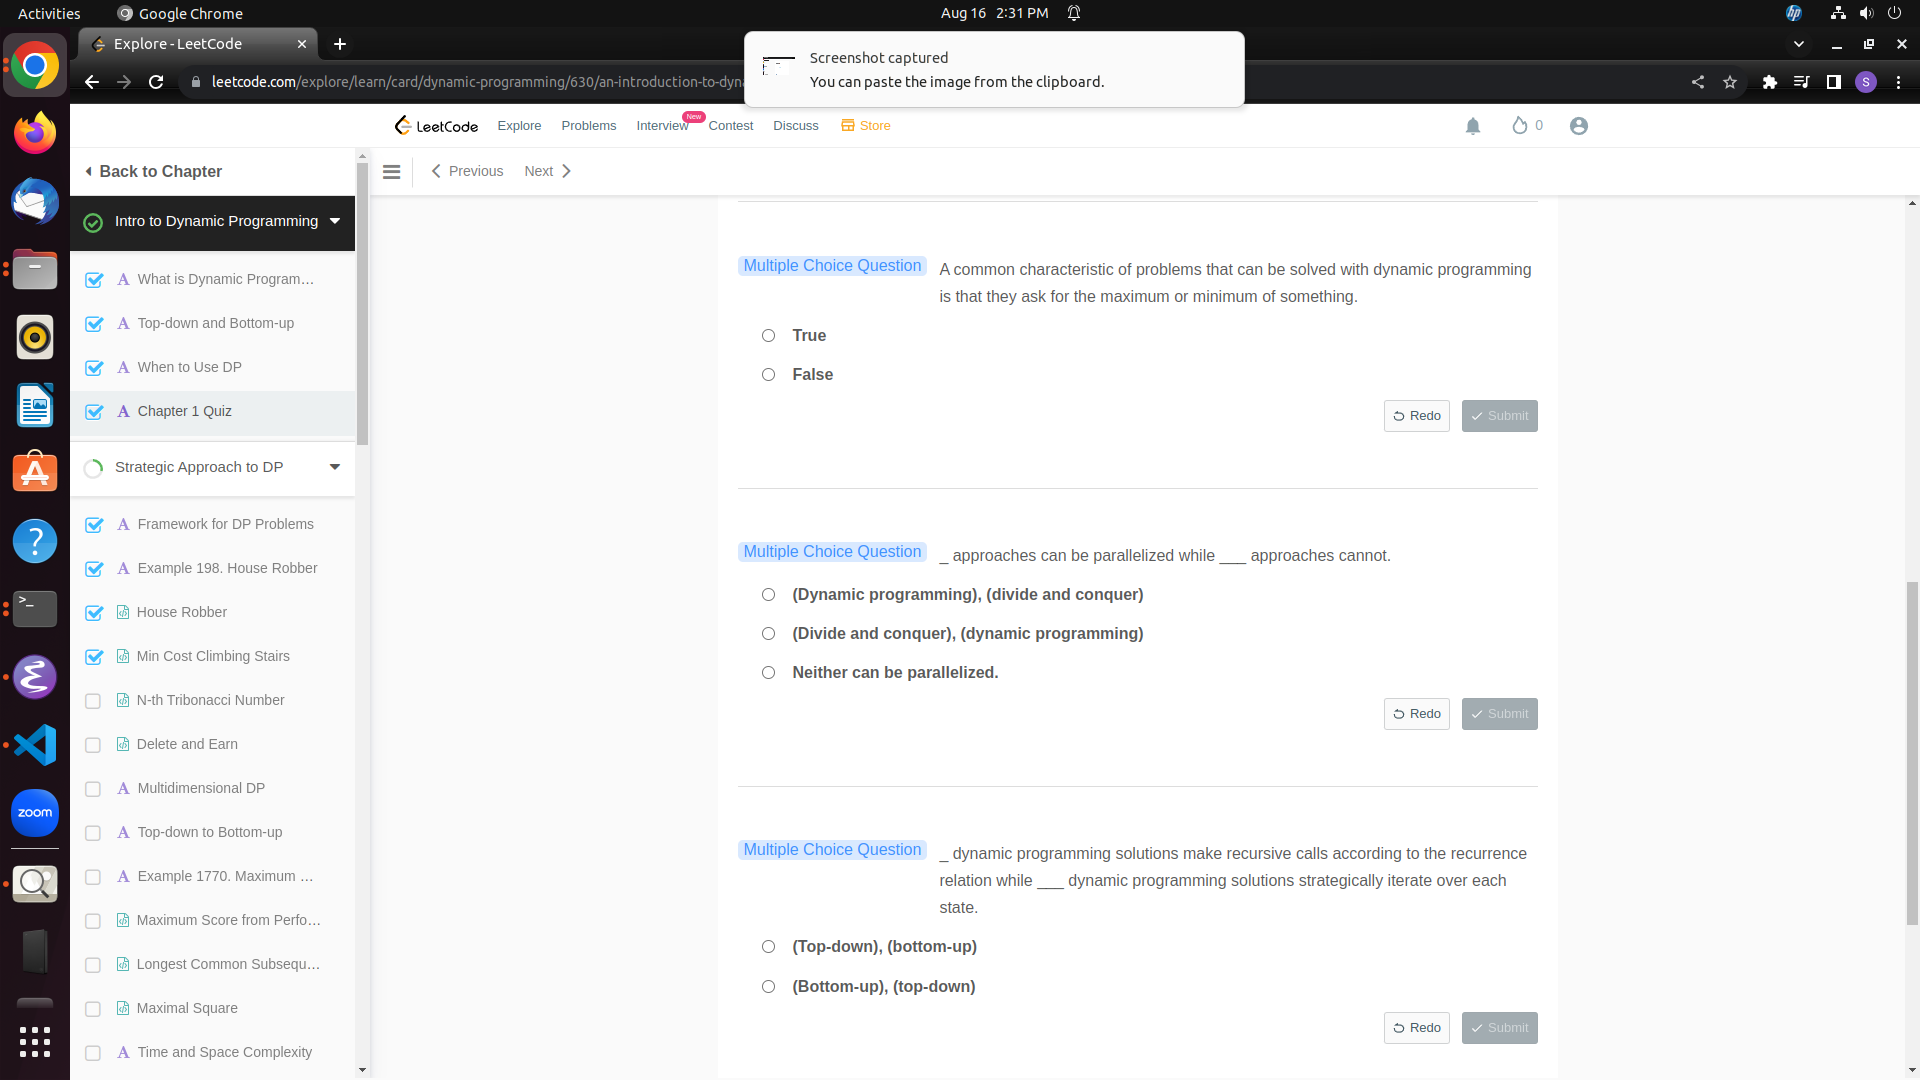 Activities
Google Chrome
Aug 16 2:31 PM
Explore - LeetCode
Screenshot captured
You can paste the image from the clipboard.
leetcode.com/explore/learn/card/dynamic-programming/630/an-introduction-to-dyn
S
LeetCode
Explore
Problems
Interview
New
Contest
Discuss
Store
0
Back to Chapter
Previous
Next
Intro to Dynamic Programming
What is Dynamic Program...
Top-down and Bottom-up
When to Use DP
Chapter 1 Quiz
Strategic Approach to DP
Framework for DP Problems
Example 198. House Robber
House Robber
Min Cost Climbing Stairs
N-th Tribonacci Number
Delete and Earn
Multidimensional DP
Top-down to Bottom-up
Example 1770. Maximum ...
Maximum Score from Perfo...
Longest Common Subsequ...
Maximal Square
Time and Space Complexity
Multiple Choice Question
A common characteristic of problems that can be solved with dynamic programming
is that they ask for the maximum or minimum of something.
True
False
Redo
Submit
Multiple Choice Question
_ approaches can be parallelized while ___ approaches cannot.
(Dynamic programming), (divide and conquer)
(Divide and conquer), (dynamic programming)
Neither can be parallelized.
Redo
Submit
Multiple Choice Question
_ dynamic programming solutions make recursive calls according to the recurrence
relation while ___ dynamic programming solutions strategically iterate over each
state.
(Top-down), (bottom-up)
(Bottom-up), (top-down)
Redo
Submit
zoom
hp